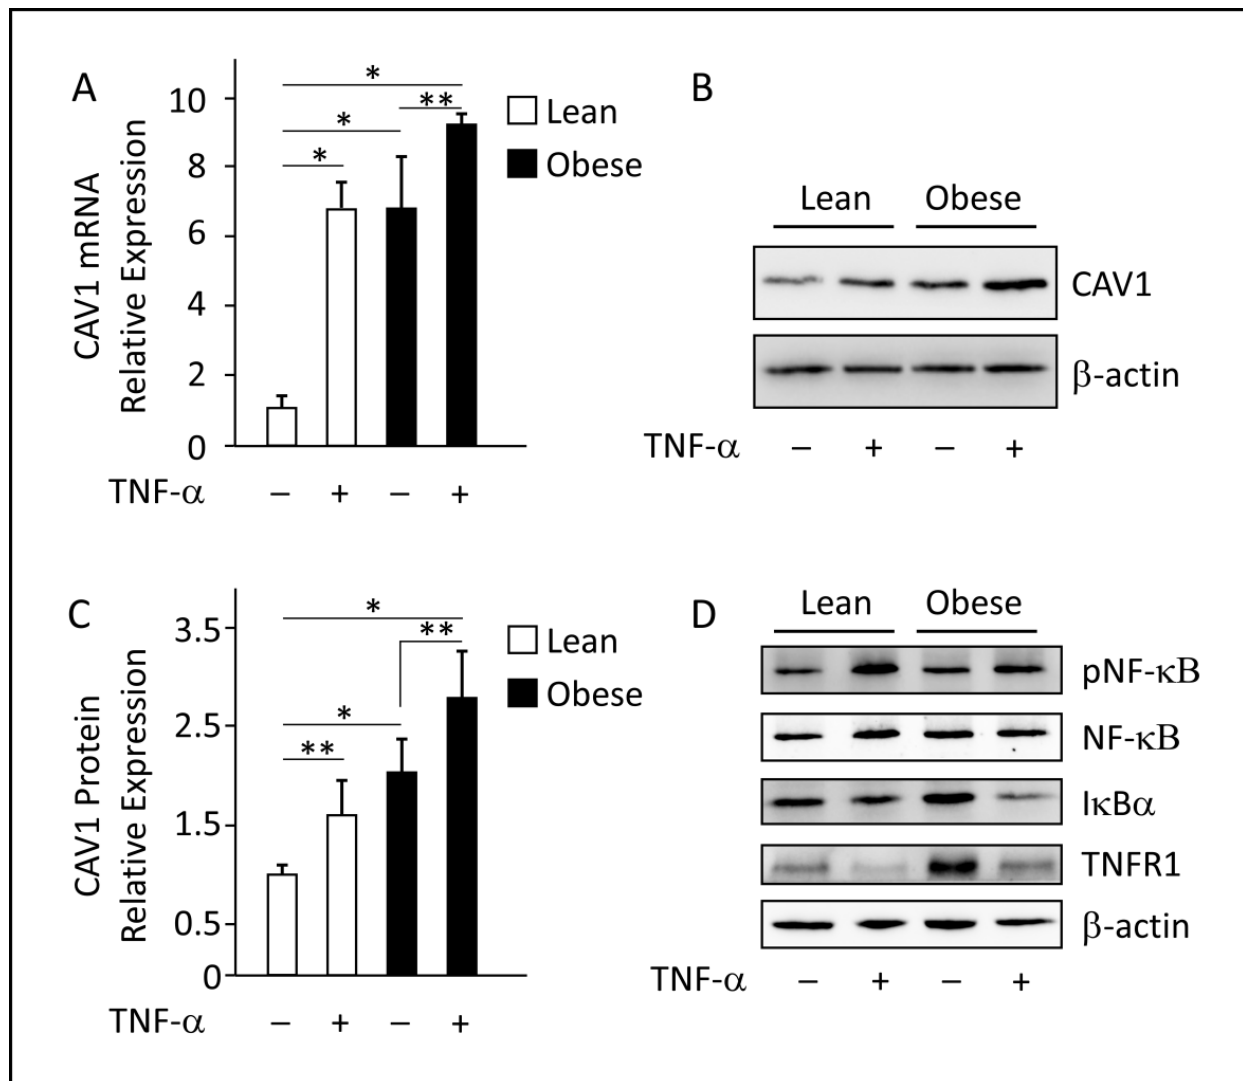 A
CAV1 mRNA
Relative Expression
10
8
6
4
2
0
*
**
*
*
Lean
Obese
TNF-α – + – +
B
Lean Obese
CAV1
β-actin
TNF-α – + – +
C
CAV1 Protein
Relative Expression
3.5
2.5
1.5
0.5
0
*
**
*
**
Lean
Obese
TNF-α – + – +
D
Lean Obese
pNF-κB
NF-κB
IκBα
TNFR1
β-actin
TNF-α – + – +